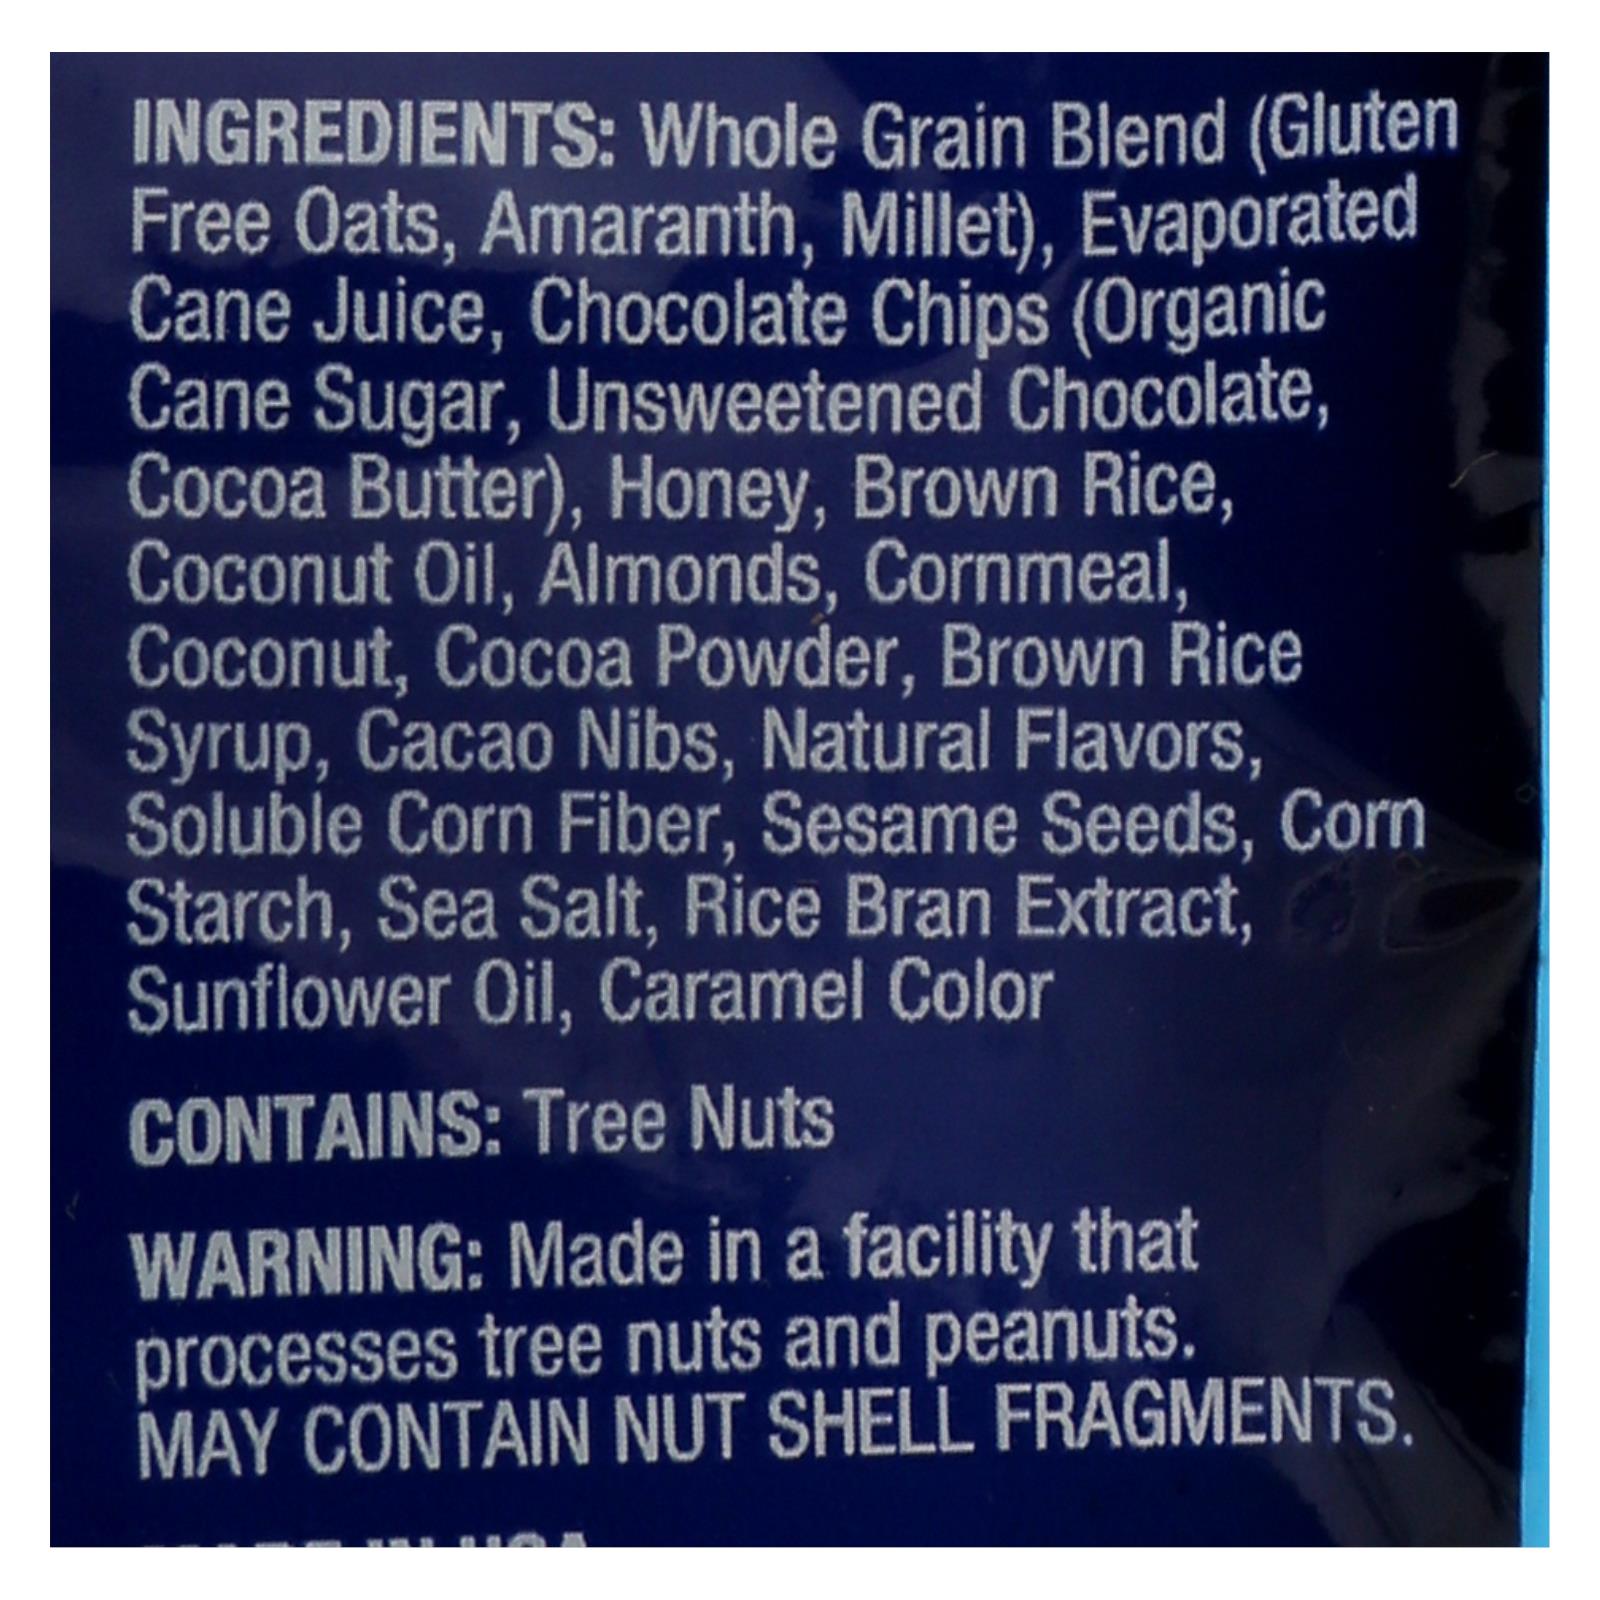 INGREDIENTS: Whole Grain Blend (Gluten
Free Oats, Amaranth, Millet), Evaporated
Cane Juice, Chocolate Chips (Organic
Cane Sugar, Unsweetened Chocolate,
Cocoa Butter), Honey, Brown Rice,
Coconut Oil, Almonds, Cornmeal,
Coconut, Cocoa Powder, Brown Rice
Syrup, Cacao Nibs, Natural Flavors,
Soluble Corn Fiber, Sesame Seeds, Corn
Starch, Sea Salt, Rice Bran Extract,
Sunflower Oil, Caramel Color
CONTAINS: Tree Nuts
WARNING: Made in a facility that
processes tree nuts and peanuts.
MAY CONTAIN NUT SHELL FRAGMENTS.